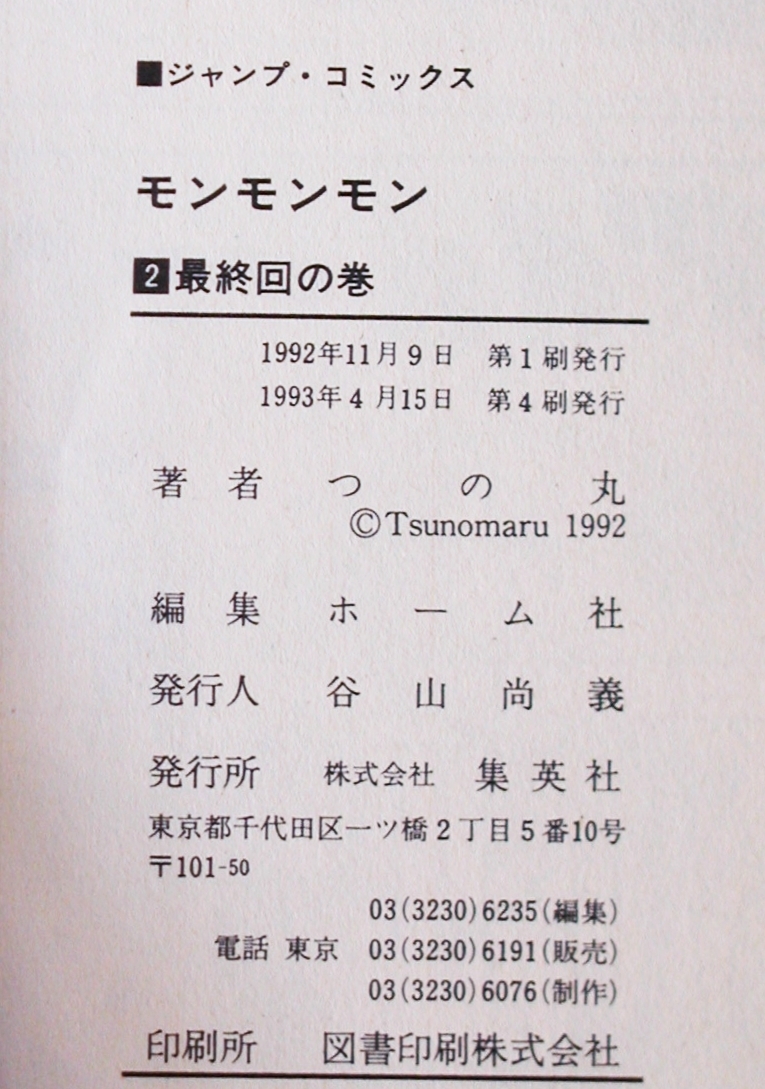 ■ジャンプ・コミックス
モンモンモン
2最終回の巻
1992年11月9日 第1刷発行
1993年4月15日 第4刷発行
著者 つの丸
©Tsunomaru 1992
編集 ホーム社
発行人 谷山尚義
発行所 株式会社 集英社
東京都千代田区一ツ橋2丁目5番10号
〒101-50
03(3230)6235(編集)
電話 東京 03(3230)6191(販売)
03(3230)6076(制作)
印刷所 図書印刷株式会社